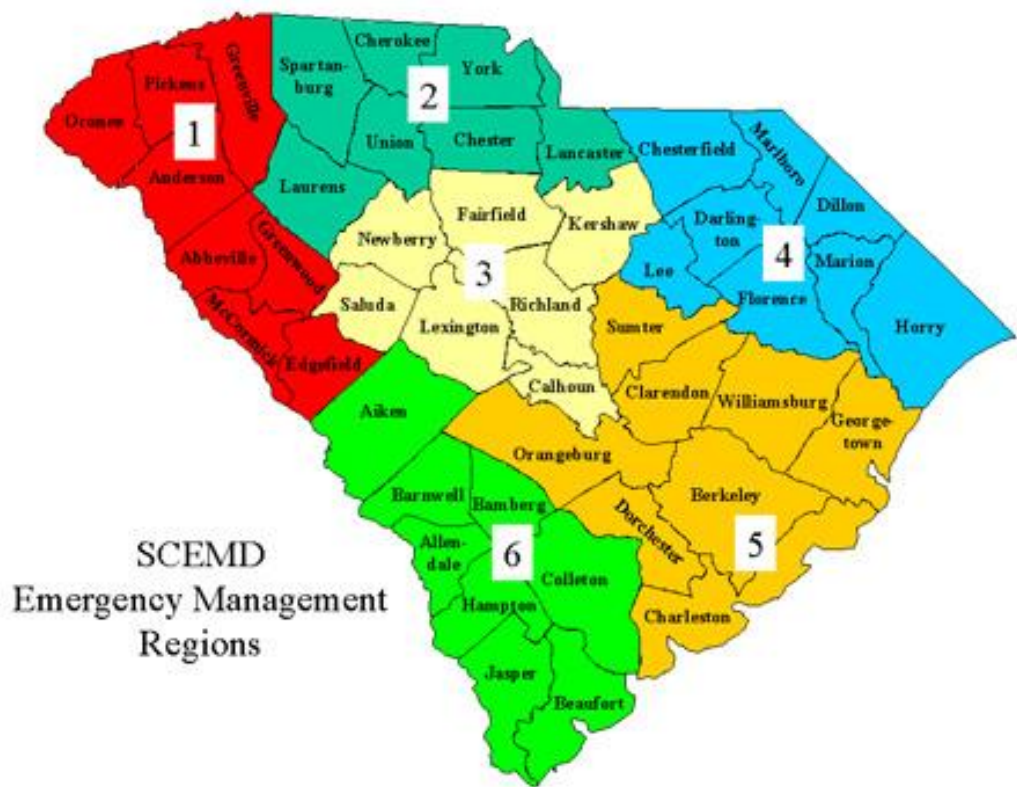 Cherokee
Greenville
Spartan-
burg
York
Pickens
2
Oconee
1
Union
Chester
Lancaster
Chesterfield
Marlboro
Anderson
Laurens
Dillon
Fairfield
Kershaw
Darling-
ton
Newberry
Greenwood
Abbeville
3
4
Marion
Lee
Saluda
Richland
Florence
McCormick
Lexington
Sumter
Horry
Edgefield
Calhoun
Clarendon
Williamsburg
Aiken
George-
town
Orangeburg
Barnwell
Bamberg
Berkeley
Dorchester
Allen-
dale
6
5
Colleton
Hampton
Charleston
Jasper
Beaufort
SCEMD
Emergency Management
Regions